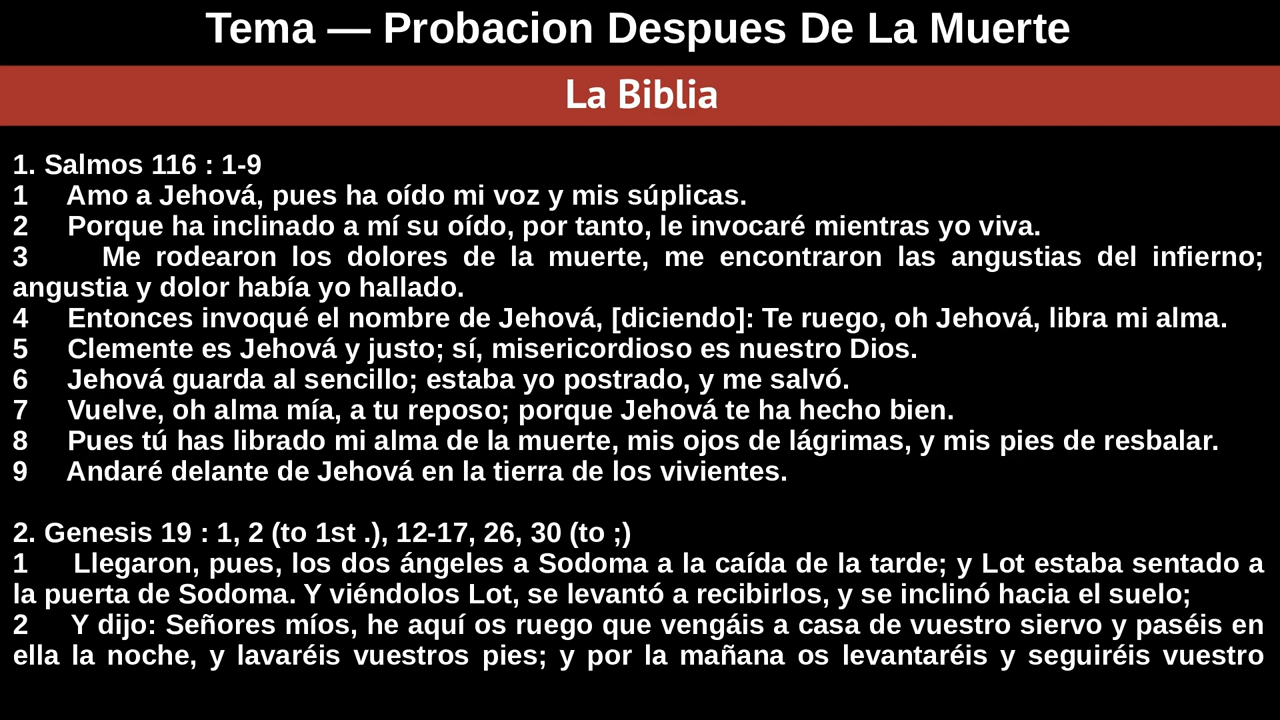 Tema — Probacion Despues De La Muerte
La Biblia
1. Salmos 116 : 1-9
1 Amo a Jehová, pues ha oído mi voz y mis súplicas.
2 Porque ha inclinado a mí su oído, por tanto, le invocaré mientras yo viva.
3 Me rodearon los dolores de la muerte, me encontraron las angustias del infierno;
angustia y dolor había yo hallado.
4 Entonces invoqué el nombre de Jehová, [diciendo]: Te ruego, oh Jehová, libra mi alma.
5 Clemente es Jehová y justo; sí, misericordioso es nuestro Dios.
6 Jehová guarda al sencillo; estaba yo postrado, y me salvó.
7 Vuelve, oh alma mía, a tu reposo; porque Jehová te ha hecho bien.
8 Pues tú has librado mi alma de la muerte, mis ojos de lágrimas, y mis pies de resbalar.
9 Andaré delante de Jehová en la tierra de los vivientes.
2. Genesis 19 : 1, 2 (to 1st .), 12-17, 26, 30 (to ;)
1 Llegaron, pues, los dos ángeles a Sodoma a la caída de la tarde; y Lot estaba sentado a
la puerta de Sodoma. Y viéndolos Lot, se levantó a recibirlos, y se inclinó hacia el suelo;
2 Y dijo: Señores míos, he aquí os ruego que vengáis a casa de vuestro siervo y paséis en
ella la noche, y lavaréis vuestros pies; y por la mañana os levantaréis y seguiréis vuestro